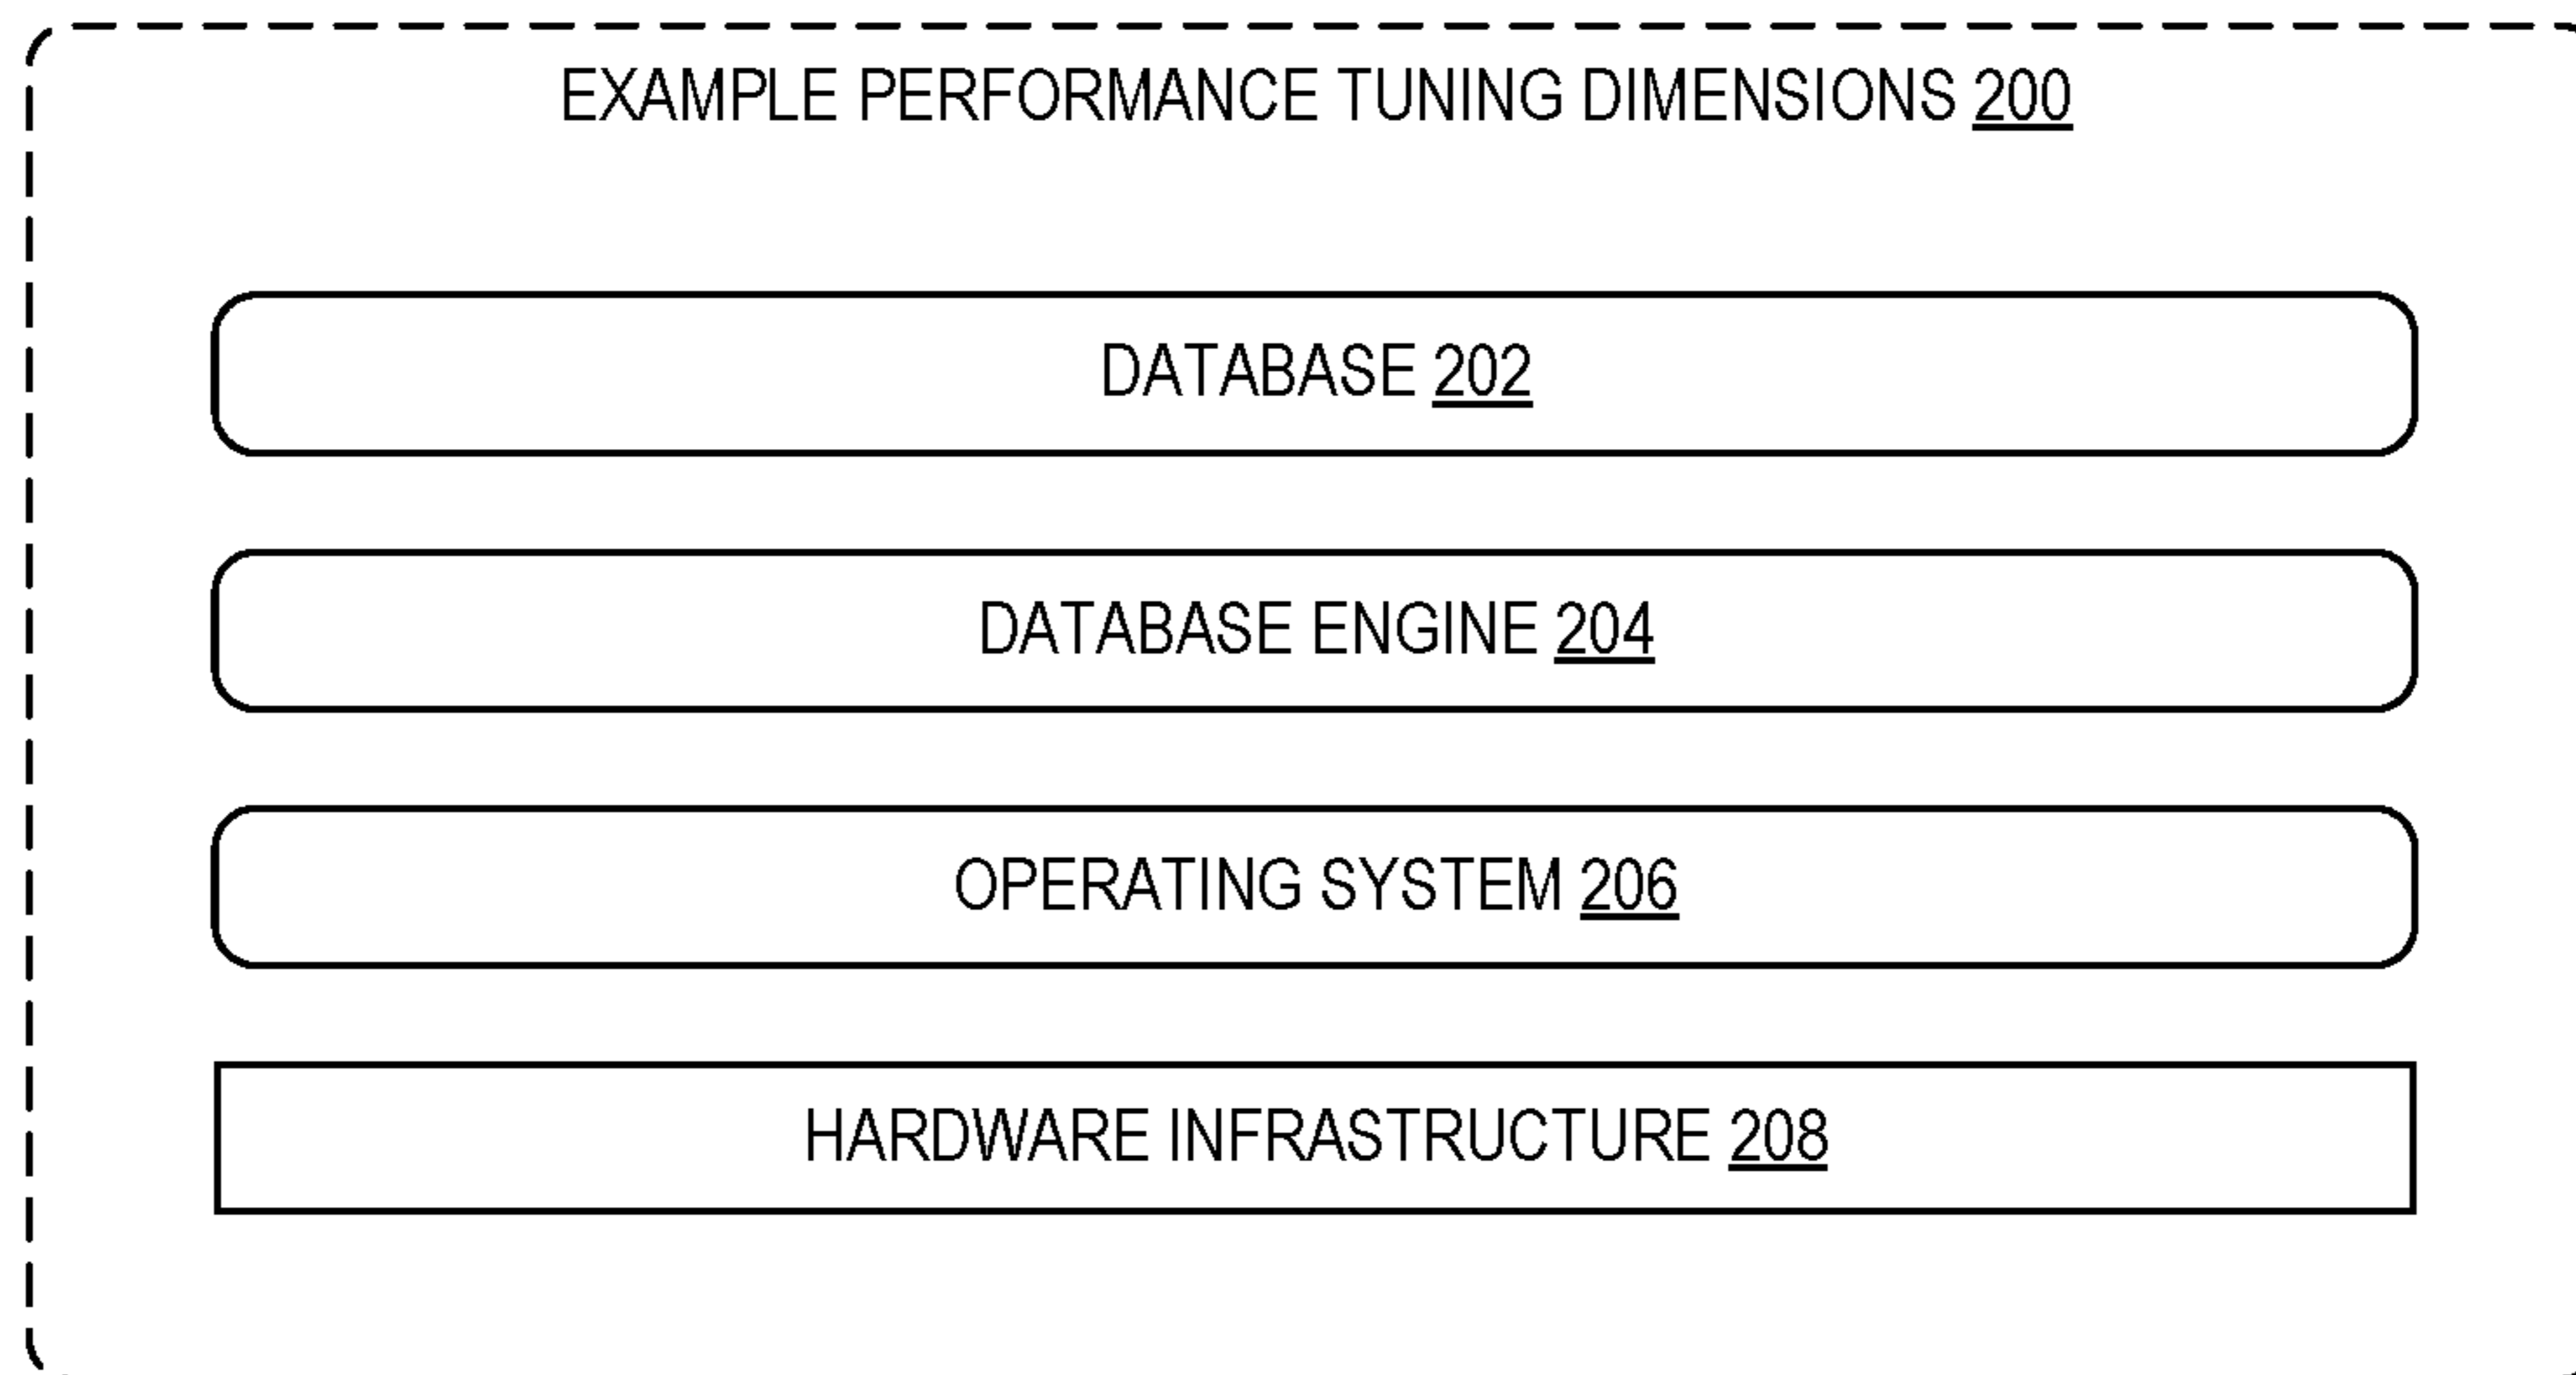 EXAMPLE PERFORMANCE TUNING DIMENSIONS 200
DATABASE 202
DATABASE ENGINE 204
OPERATING SYSTEM 206
HARDWARE INFRASTRUCTURE 208